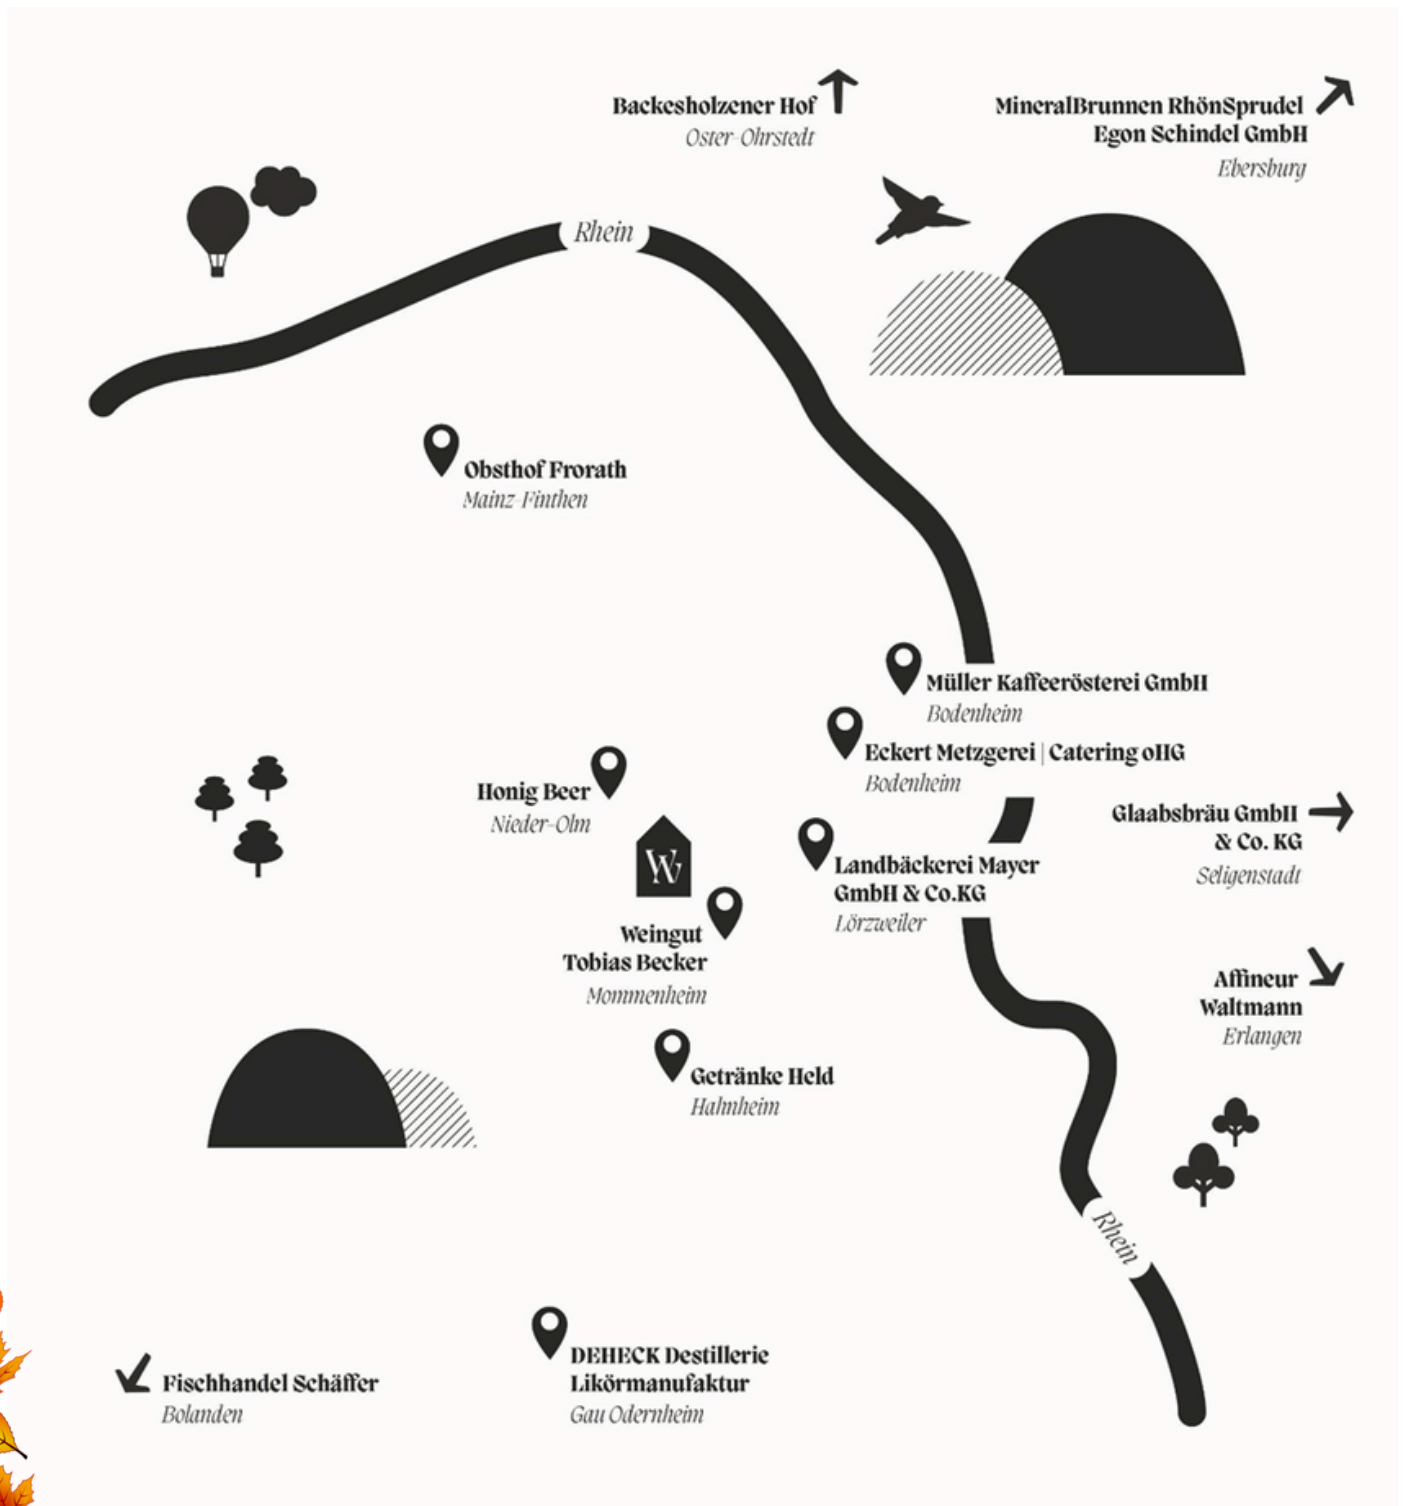 Backesholzener Hof
Oster-Ohrstedt
MineralBrunnen RhönSprudel
Egon Schindel GmbH
Ebersburg
Rhein
Obsthof Frorath
Mainz-Finthen
Müller Kaffeerösterei GmbH
Bodenheim
Eckert Metzgerei | Catering oHG
Bodenheim
Honig Beer
Nieder-Olm
W
Glaabsbräu GmbH
& Co. KG
Seligenstadt
Landbäckerei Mayer
GmbH & Co.KG
Lörzweiler
Weingut
Tobias Becker
Mommenheim
Affineur
Waltmann
Erlangen
Getränke Held
Hahnheim
Rhein
DEHECK Destillerie
Likörmanufaktur
Gau Odernheim
Fischhandel Schäffer
Bolanden